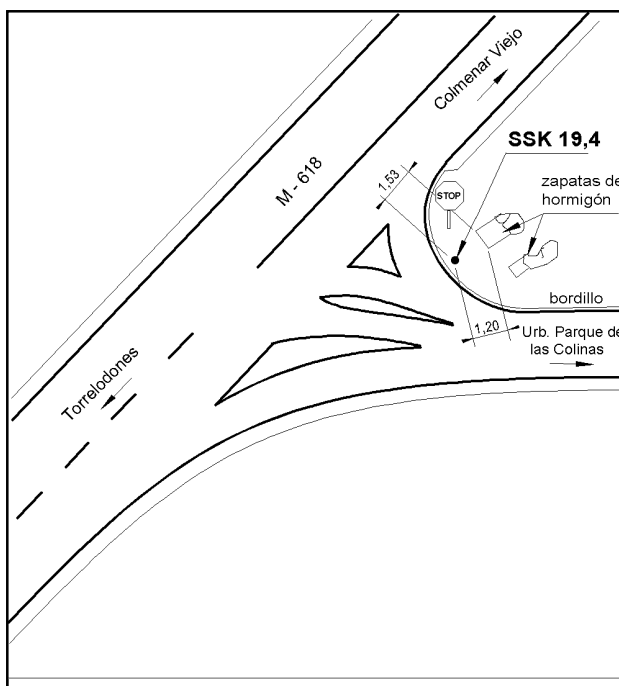 Colmenar Viejo
SSK 19,4
M - 618
1,53
STOP
zapatas de
hormigón
bordillo
1,20
Urb. Parque de
las Colinas
Torrelodones